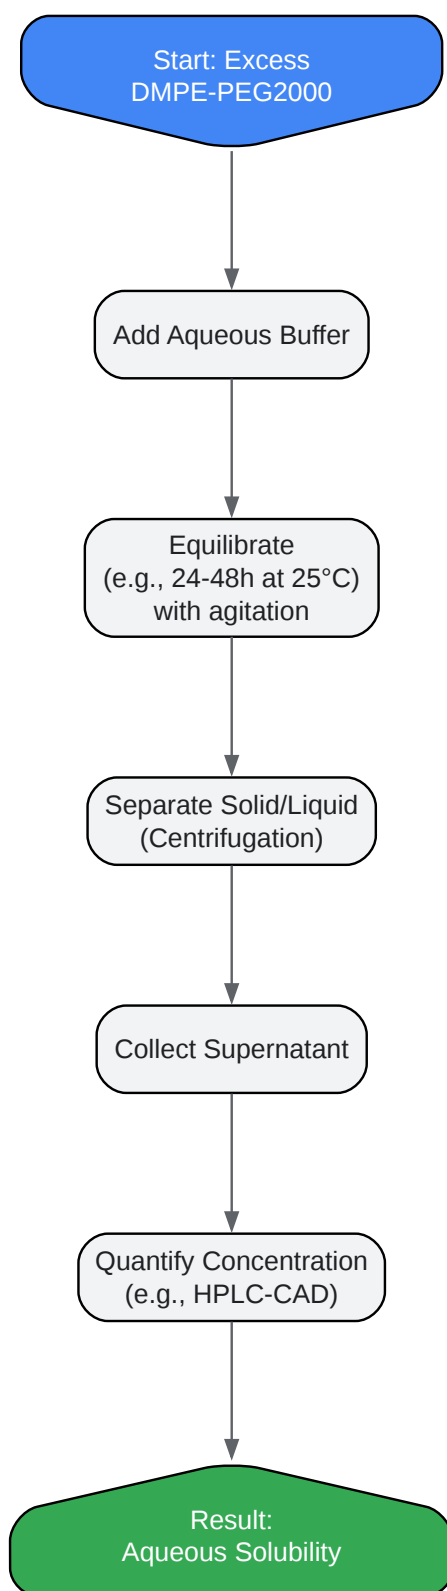 Start: Excess
DMPE-PEG2000
Add Aqueous Buffer
Equilibrate
(e.g., 24-48h at 25°C)
with agitation
Separate Solid/Liquid
(Centrifugation)
Collect Supernatant
Quantify Concentration
(e.g., HPLC-CAD)
Result:
Aqueous Solubility